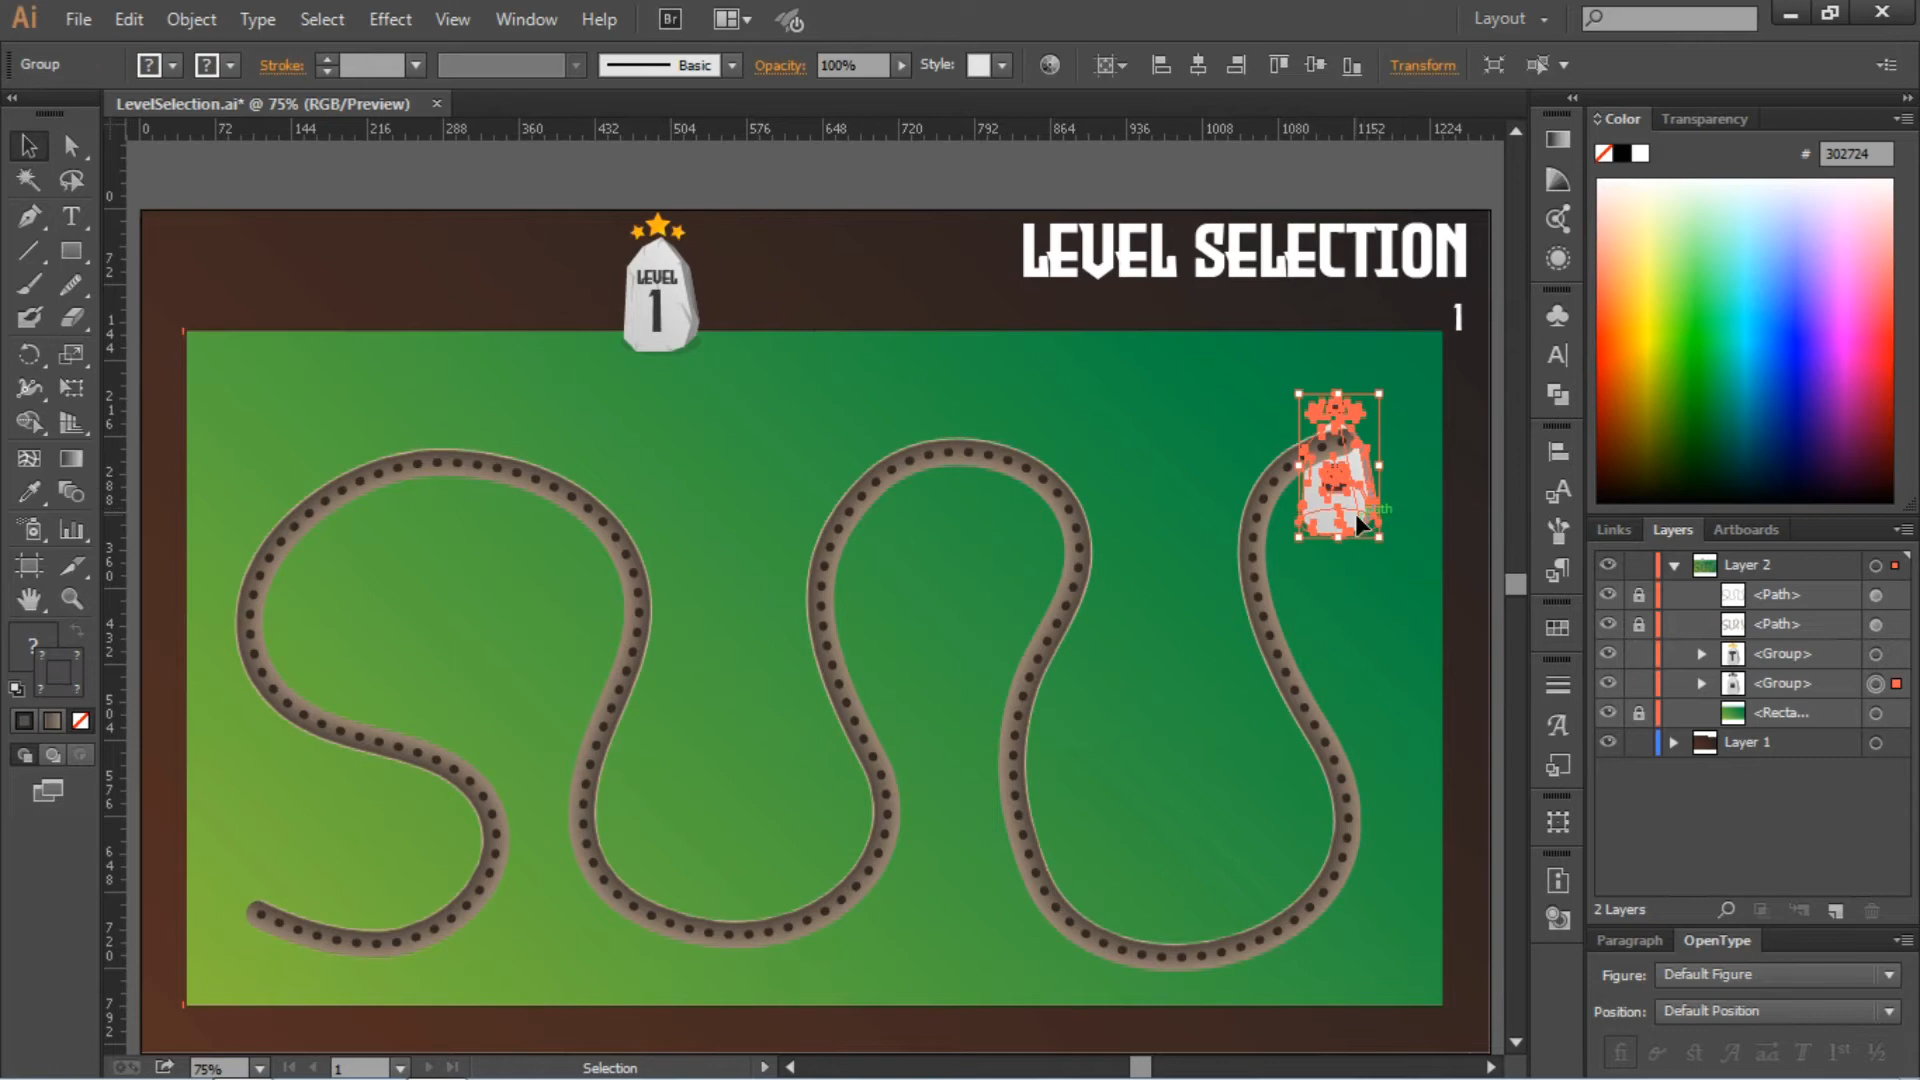 Ai File Edit Object Type Select Effect View Window Help Br Layout
Group ? ? Stroke: Basic Opacity: 100% Style: Transform
LevelSelection.ai* @ 75% (RGB/Preview) ×
0 72 144 216 288 360 432 504 576 648 720 792 864 936 1008 1080 1152 1224
Color Transparency
# 302724
LEVEL SELECTION
1
LEVEL
1
Links Layers Artboards
Layer 2
<Path>
<Path>
<Group>
<Group>
<Recta...
Layer 1
2 Layers
Paragraph OpenType
Figure: Default Figure
Position: Default Position
75% 1 Selection